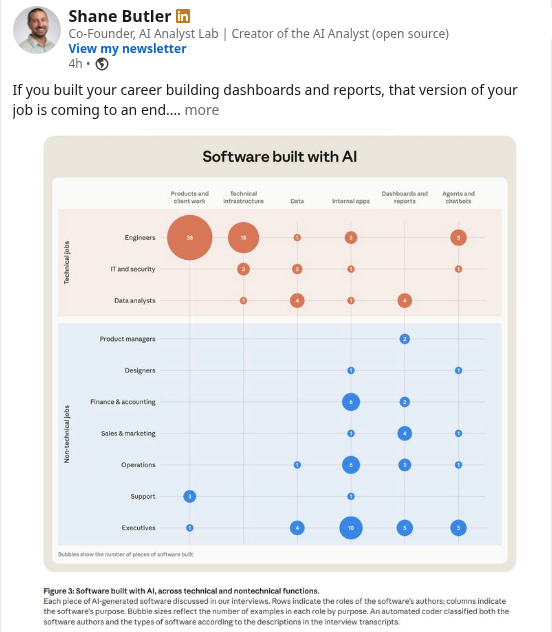 Shane Butler in
Co-Founder, AI Analyst Lab | Creator of the AI Analyst (open source)
View my newsletter
4h •
If you built your career building dashboards and reports, that version of your
job is coming to an end.... more
Software built with AI
Products and client work Technical infrastructure Data Internal apps Dashboards and reports Agents and chatbots
Technical jobs
Engineers 1 3 5
IT and security 2 2 1 1
Data analysts 1 4 1 4
Non-technical jobs
Product managers 2
Designers 1 1
Finance & accounting 6 2
Sales & marketing 1 4 1
Operations 1 6 3 1
Support 3 1
Executives 1 4 10 5 5
Bubbles show the number of pieces of software built
Figure 3: Software built with AI, across technical and nontechnical functions.
Each piece of AI-generated software discussed in our interviews. Rows indicate the roles of the software's authors; columns indicate
the software's purpose. Bubble sizes reflect the number of examples in each role by purpose. An automated coder classified both the
software authors and the types of software according to the descriptions in the interview transcripts.